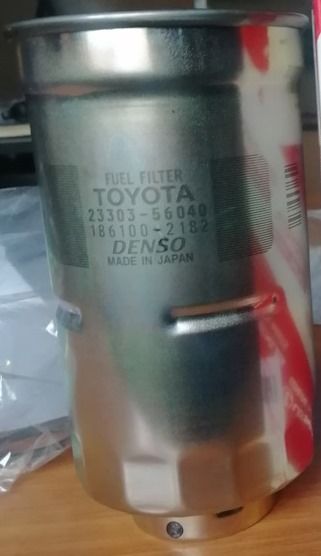 FUEL FILTER
TOYOTA
23303-56040
186100-2182
DENSO
MADE IN JAPAN